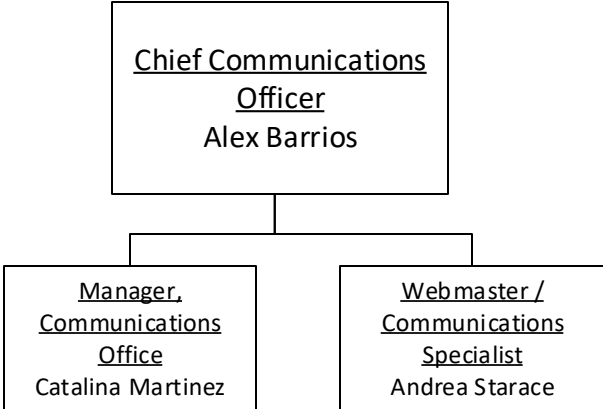 Chief Communications
Officer
Alex Barrios
Manager,
Communications
Office
Catalina Martinez
Webmaster /
Communications
Specialist
Andrea Starace